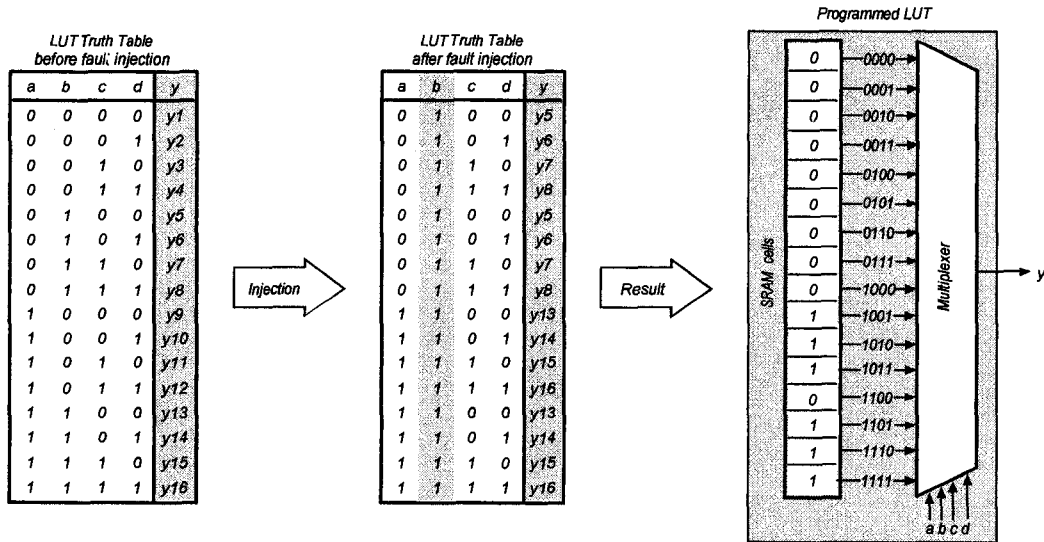 LUT Truth Table
before fault injection
a b c d y
0 0 0 0 y1
0 0 0 1 y2
0 0 1 0 y3
0 0 1 1 y4
0 1 0 0 y5
0 1 0 1 y6
0 1 1 0 y7
0 1 1 1 y8
1 0 0 0 y9
1 0 0 1 y10
1 0 1 0 y11
1 0 1 1 y12
1 1 0 0 y13
1 1 0 1 y14
1 1 1 0 y15
1 1 1 1 y16
Injection
LUT Truth Table
after fault injection
a b c d y
0 1 0 0 y5
0 1 0 1 y6
0 1 1 0 y7
0 1 1 1 y8
0 1 0 0 y5
0 1 0 1 y6
0 1 1 0 y7
0 1 1 1 y8
1 1 0 0 y13
1 1 0 1 y14
1 1 1 0 y15
1 1 1 1 y16
1 1 0 0 y13
1 1 0 1 y14
1 1 1 0 y15
1 1 1 1 y16
Result
Programmed LUT
SRAM cells
0 0000
0 0001
0 0010
0 0011
0 0100
0 0101
0 0110
0 0111
0 1000
1 1001
1 1010
1 1011
0 1100
1 1101
1 1110
1 1111
Multiplexer
y
a b c d